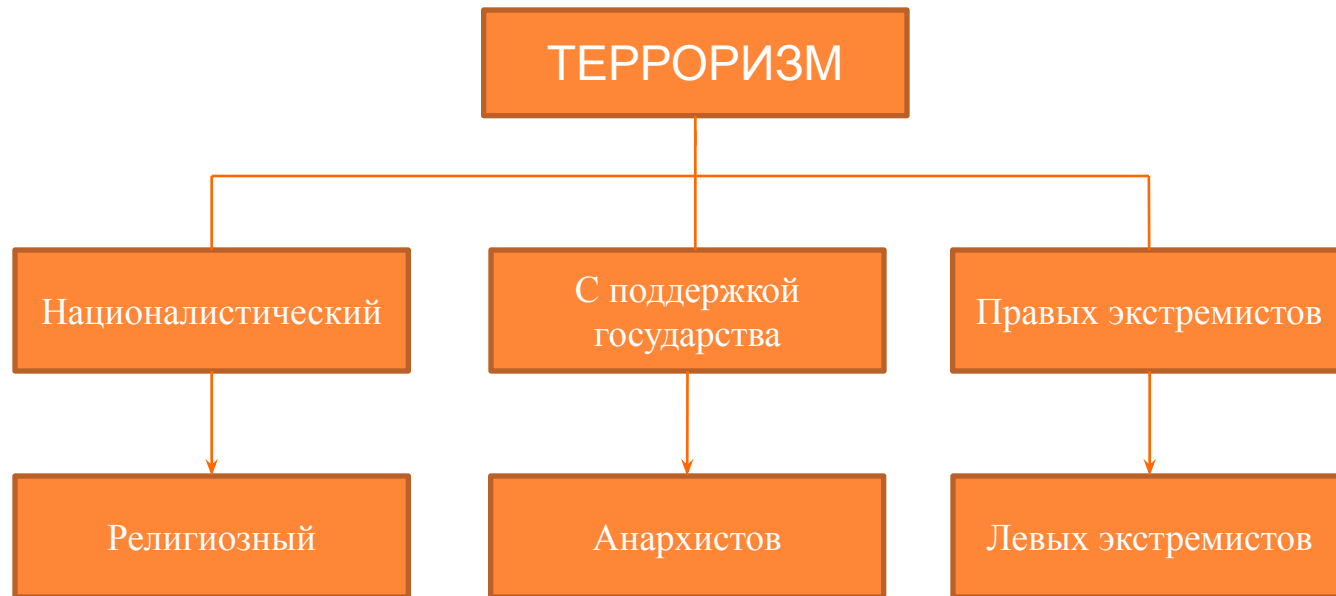 ТЕРРОРИЗМ
Националистический
С поддержкой
государства
Правых экстремистов
Религиозный
Анархистов
Левых экстремистов